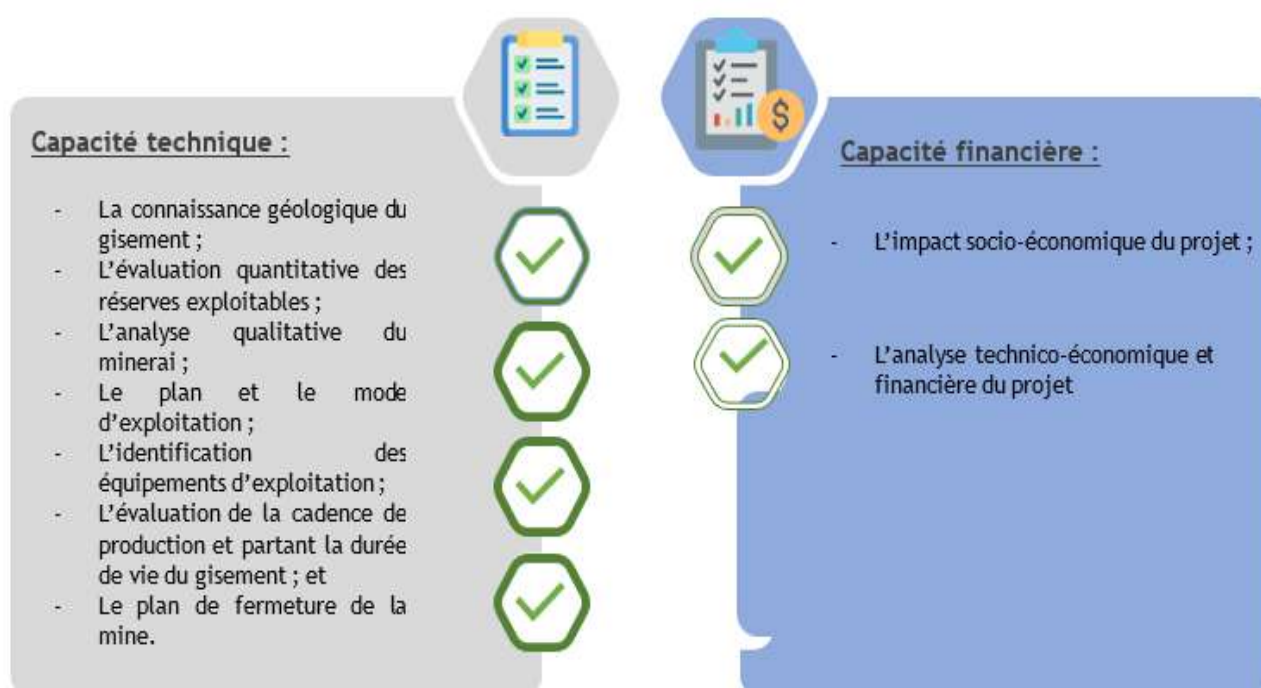 Capacité technique :
- La connaissance géologique du
gisement ;
- L'évaluation quantitative des
réserves exploitables ;
- L'analyse qualitative du
minerai ;
- Le plan et le mode
d'exploitation ;
- L'identification des
équipements d'exploitation ;
- L'évaluation de la cadence de
production et partant la durée
de vie du gisement ; et
- Le plan de fermeture de la
mine.
$
Capacité financière :
- L'impact socio-économique du projet ;
- L'analyse technico-économique et
financière du projet